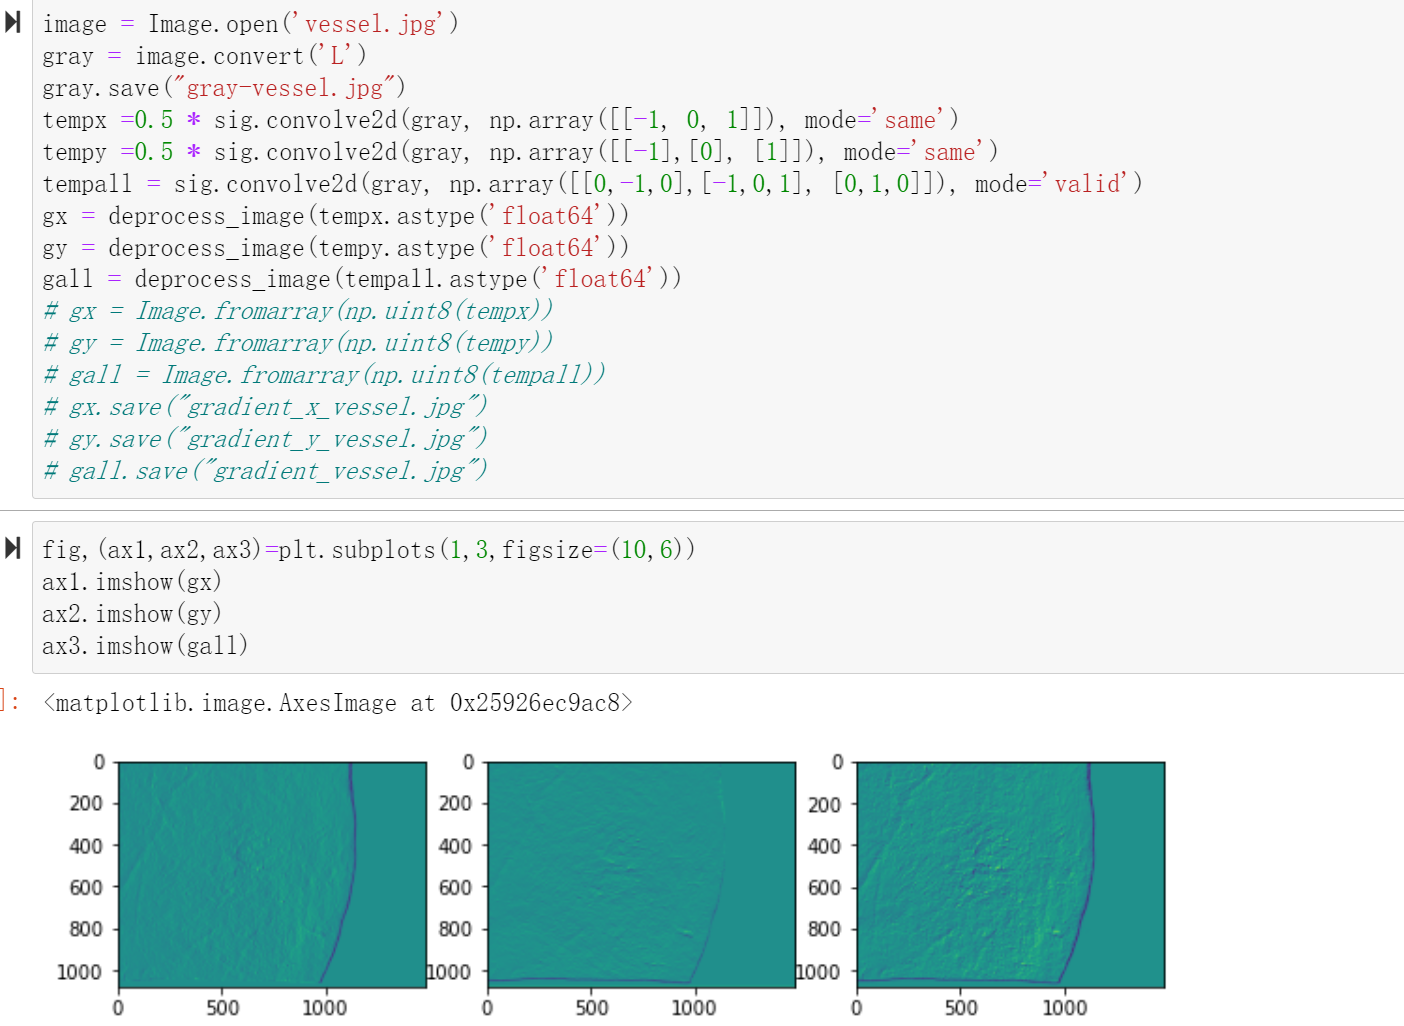 image = Image.open('vessel.jpg')
gray = image.convert('L')
gray.save("gray-vessel.jpg")
tempx =0.5 * sig.convolve2d(gray, np.array([[-1, 0, 1]]), mode='same')
tempy =0.5 * sig.convolve2d(gray, np.array([[-1],[0], [1]]), mode='same')
tempall = sig.convolve2d(gray, np.array([[0,-1,0],[-1,0,1], [0,1,0]]), mode='valid')
gx = deprocess_image(tempx.astype('float64'))
gy = deprocess_image(tempy.astype('float64'))
gall = deprocess_image(tempall.astype('float64'))
# gx = Image.fromarray(np.uint8(tempx))
# gy = Image.fromarray(np.uint8(tempy))
# gall = Image.fromarray(np.uint8(tempall))
# gx.save("gradient_x_vessel.jpg")
# gy.save("gradient_y_vessel.jpg")
# gall.save("gradient_vessel.jpg")
fig,(ax1,ax2,ax3)=plt.subplots(1,3,figsize=(10,6))
ax1.imshow(gx)
ax2.imshow(gy)
ax3.imshow(gall)
]: <matplotlib.image.AxesImage at 0x25926ec9ac8>
0 0 0
200 200 200
400 400 400
600 600 600
800 800 800
1000 1000 1000
0 500 1000 0 500 1000 0 500 1000